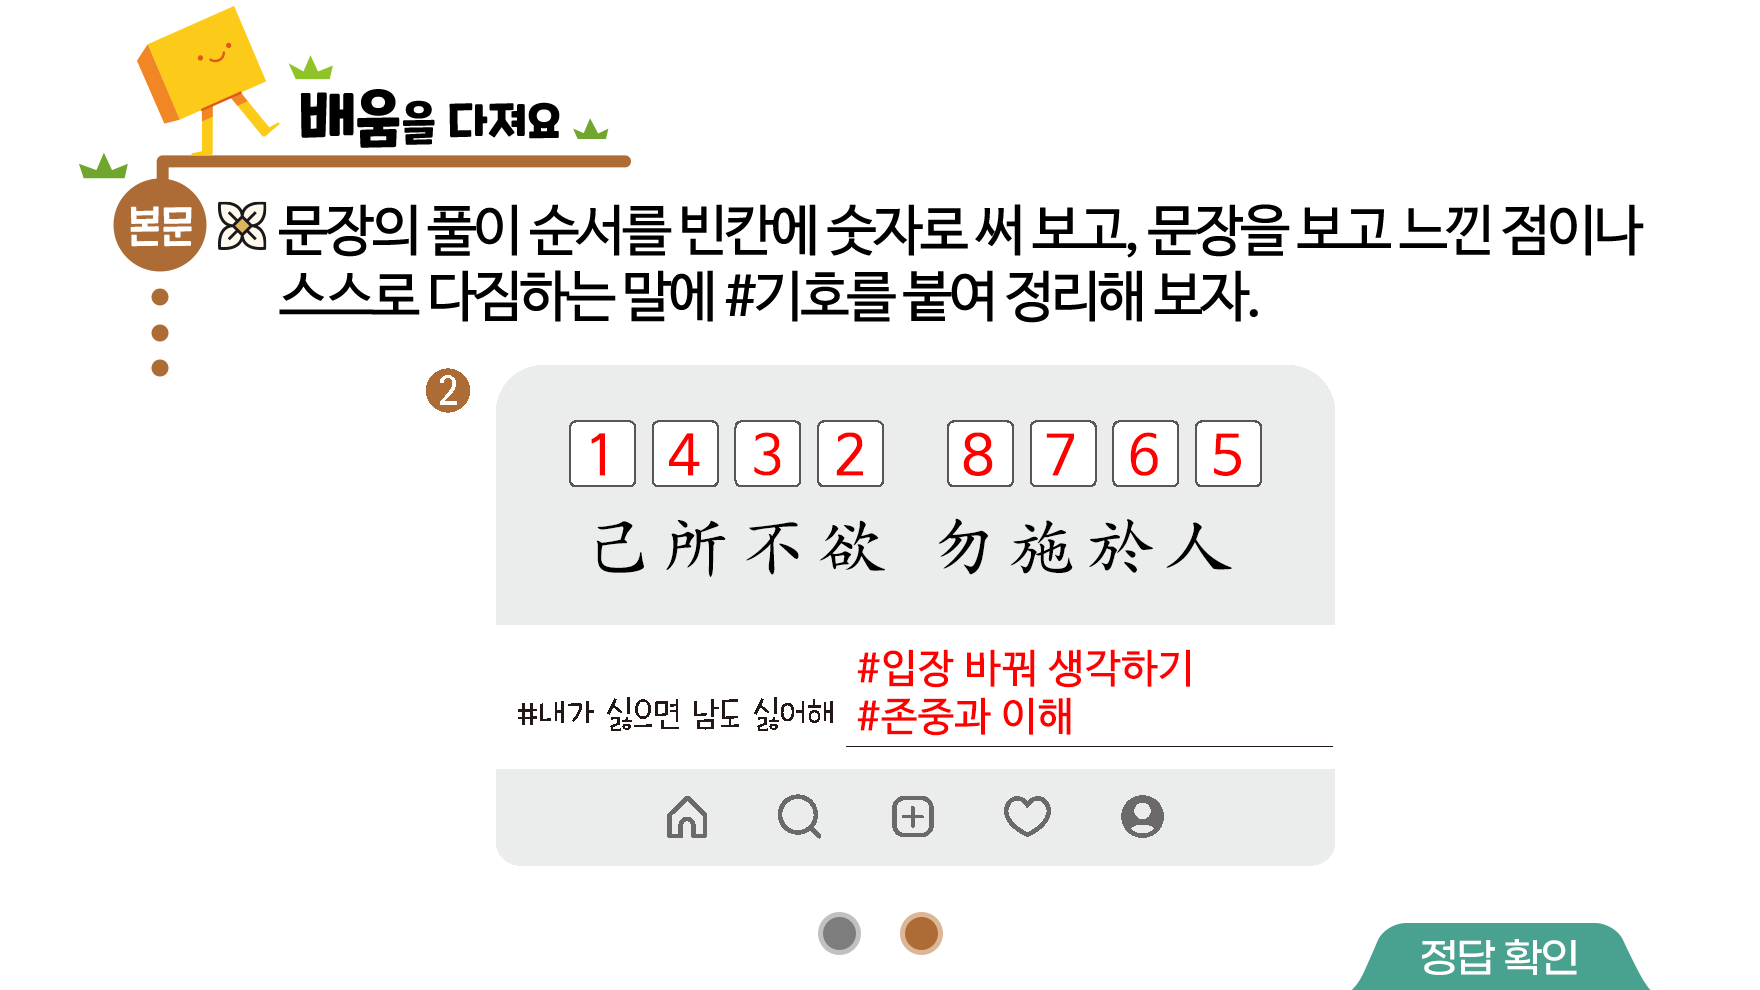 배움을 다져요
본문
문장의 풀이 순서를 빈칸에 숫자로 써 보고, 문장을 보고 느낀 점이나
스스로 다짐하는 말에 #기호를 붙여 정리해 보자.
2
1 4 3 2 8 7 6 5
己所不欲 勿施於人
#입장 바꿔 생각하기
#내가 싫으면 남도 싫어해 #존중과 이해
정답 확인